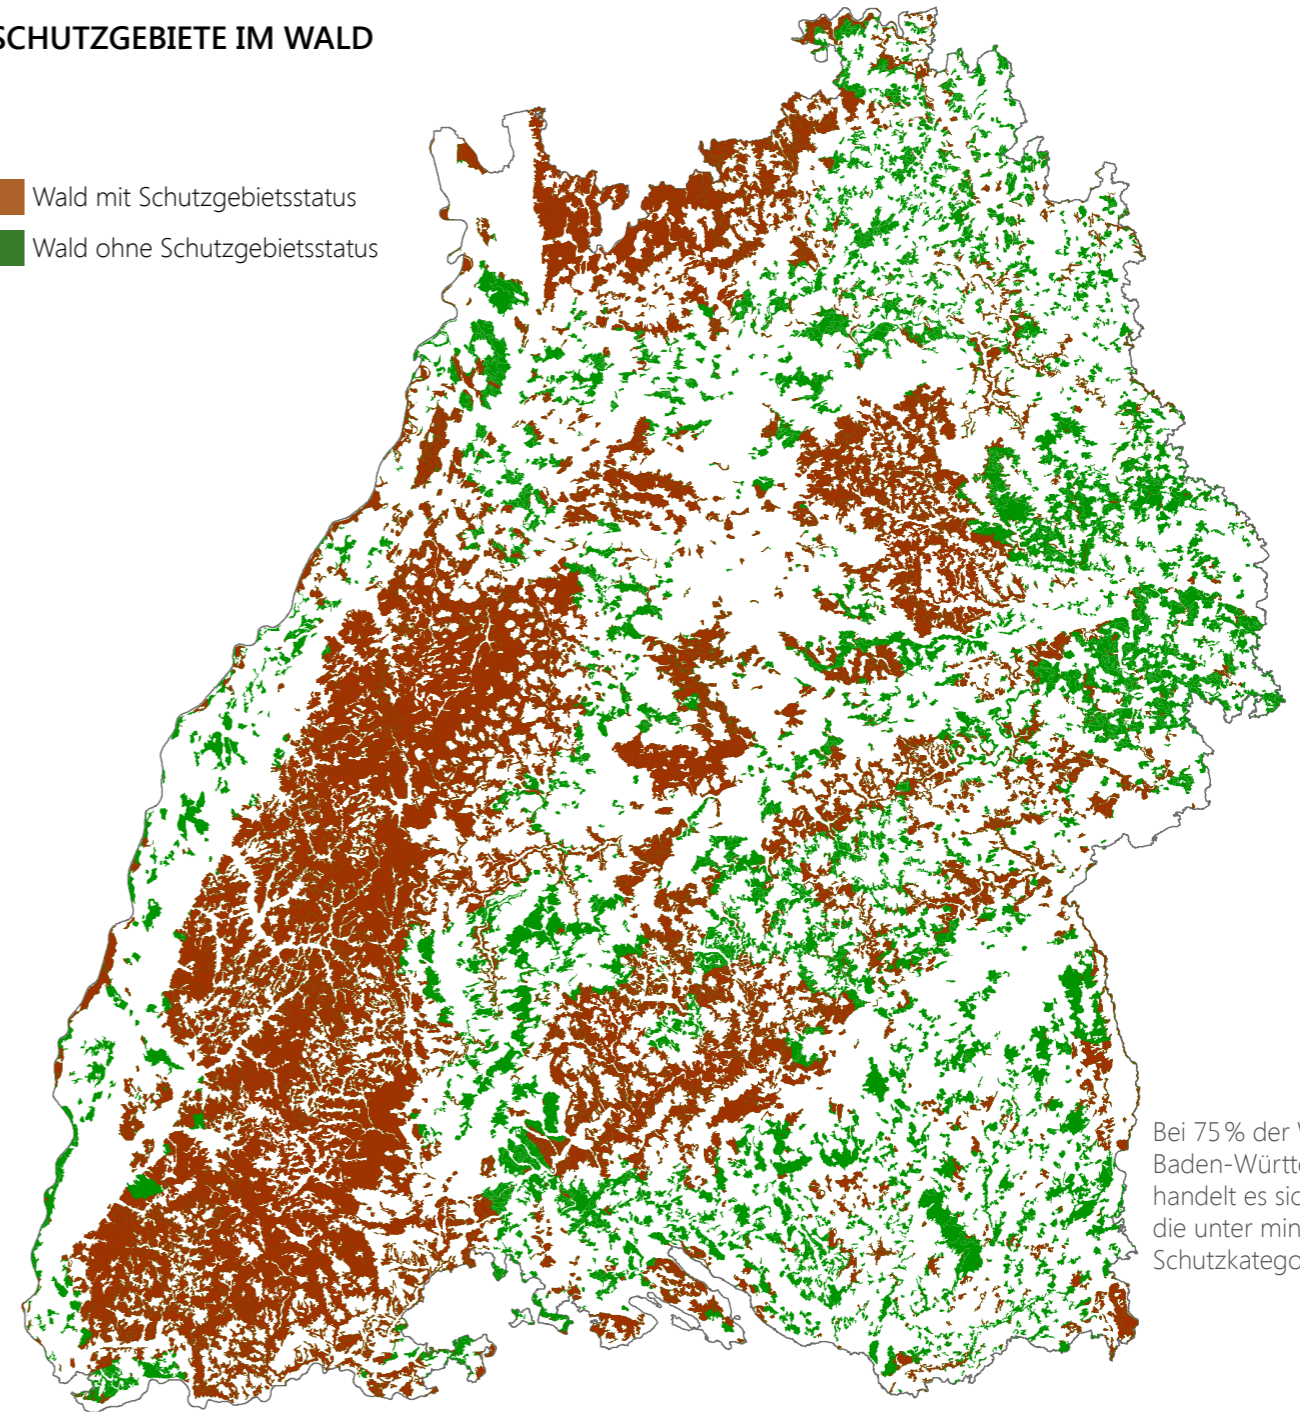 SCHUTZGEBIETE IM WALD
Wald mit Schutzgebietsstatus
Wald ohne Schutzgebietsstatus
Bei 75 % der
Baden-Württe
handelt es sic
die unter min
Schutzkatego